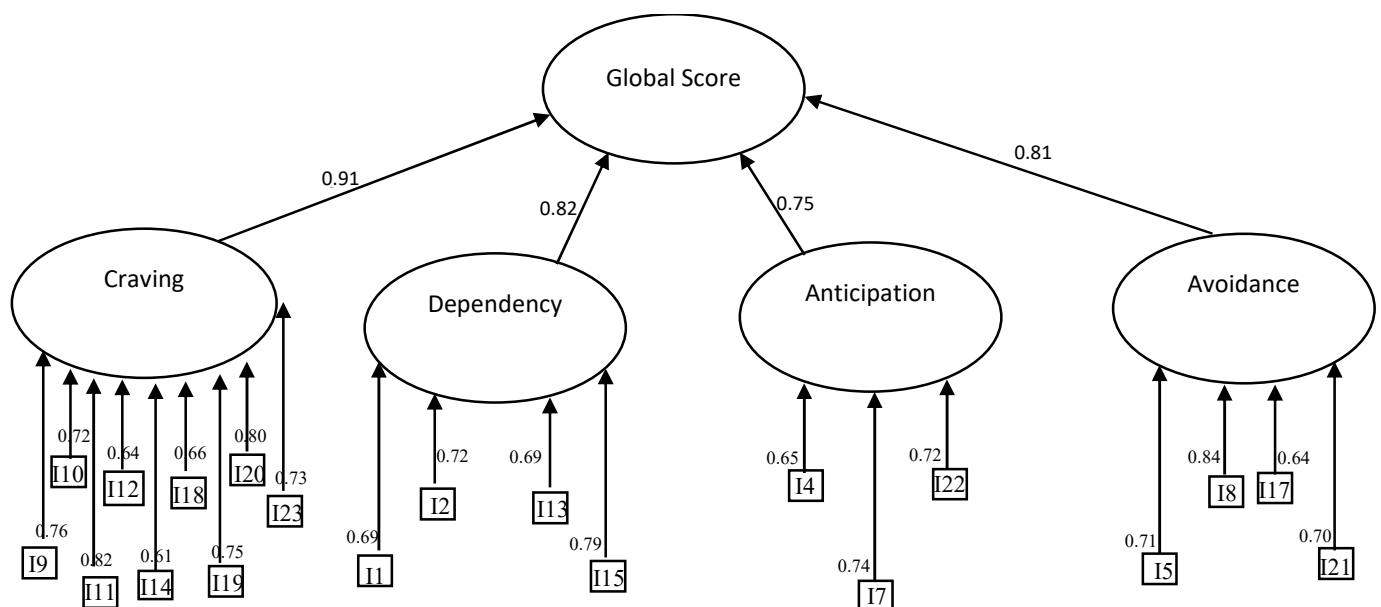 Global Score
0.91
0.82
0.75
0.81
Craving
Dependency
Anticipation
Avoidance
0.72
0.64
0.66
0.80
0.73
I10
I12
I18
I20
I23
0.76
0.82
0.61
0.75
I9
I11
I14
I19
0.72
0.69
I2
I13
0.69
0.79
I1
I15
0.65
0.72
I4
I22
0.74
I7
0.84
0.64
I8
I17
0.71
0.70
I5
I21